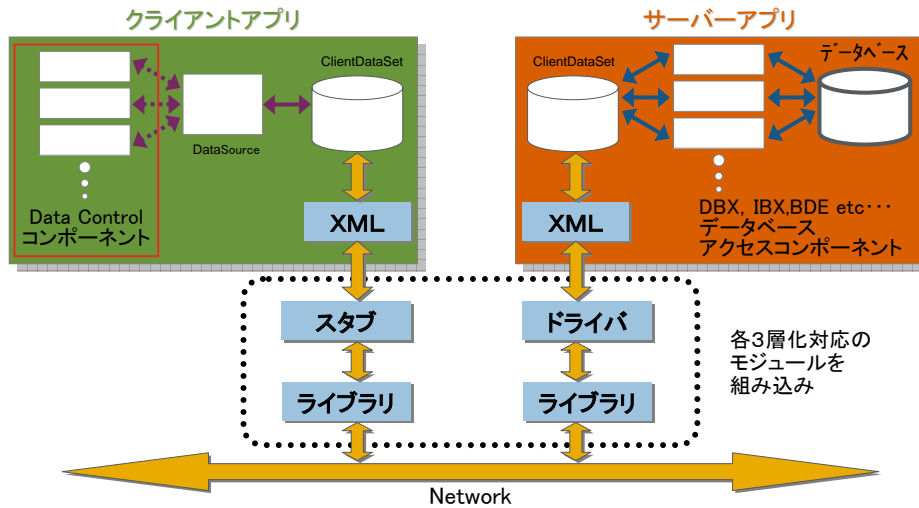 クライアントアプリ
サーバーアプリ
ClientDataSet
DataSource
Data Control
コンポーネント
XML
ClientDataSet
データベース
DBX, IBX,BDE etc・・・
データベース
アクセスコンポーネント
XML
スタブ
ドライバ
ライブラリ
ライブラリ
各3層化対応の
モジュールを
組み込み
Network